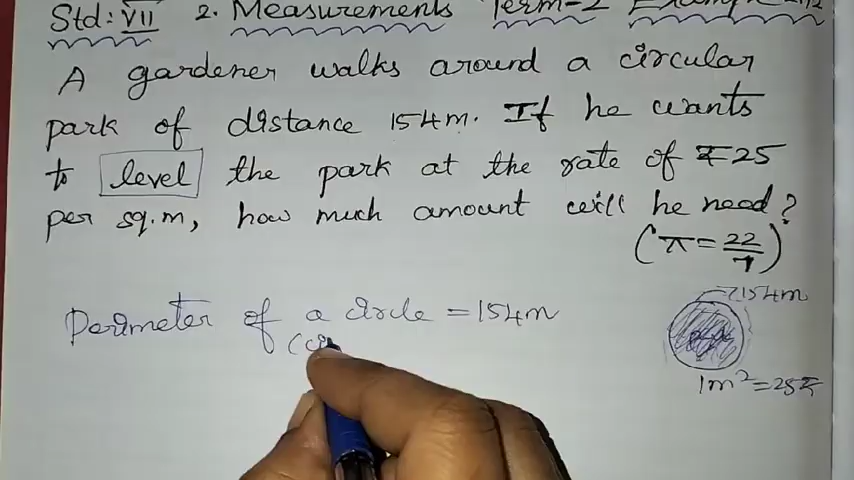 Std: VII 2. Measurements Term-2
A gardener walks around a circular
park of distance 154m. If he wants
to level the park at the rate of ₹25
per sq.m, how much amount will he need?
(π = 22/7)
154m
Perimeter of a circle = 154m
1m² = 25₹